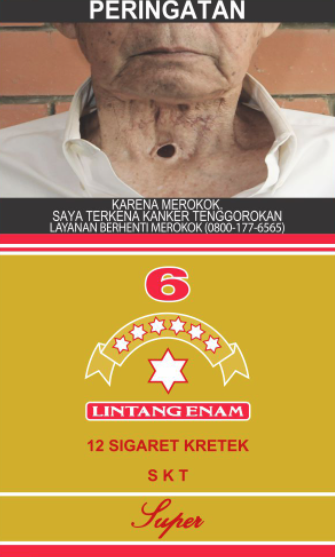 PERINGATAN
KARENA MEROKOK,
SAYA TERKENA KANKER TENGGOROKAN
LAYANAN BERHENTI MEROKOK (0800-177-6565)
6
LINTANG ENAM
12 SIGARET KRETEK
SKT
Super